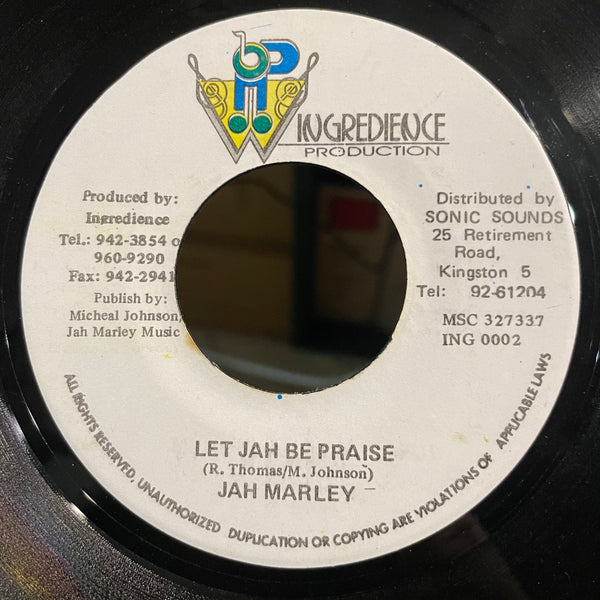 INGREDIENCE
PRODUCTION
Produced by:
Ingredience
Tel.: 942-3854 o
960-9290
Fax: 942-2941
Publish by:
Micheal Johnson,
Jah Marley Music
Distributed by
SONIC SOUNDS
25 Retirement
Road,
Kingston 5
Tel: 92-61204
MSC 327337
ING 0002
LET JAH BE PRAISE
(R. Thomas/M. Johnson)
JAH MARLEY
ALL RIGHTS RESERVED, UNAUTHORIZED DUPLICATION OR COPYING ARE VIOLATIONS OF APPLICABLE LAWS